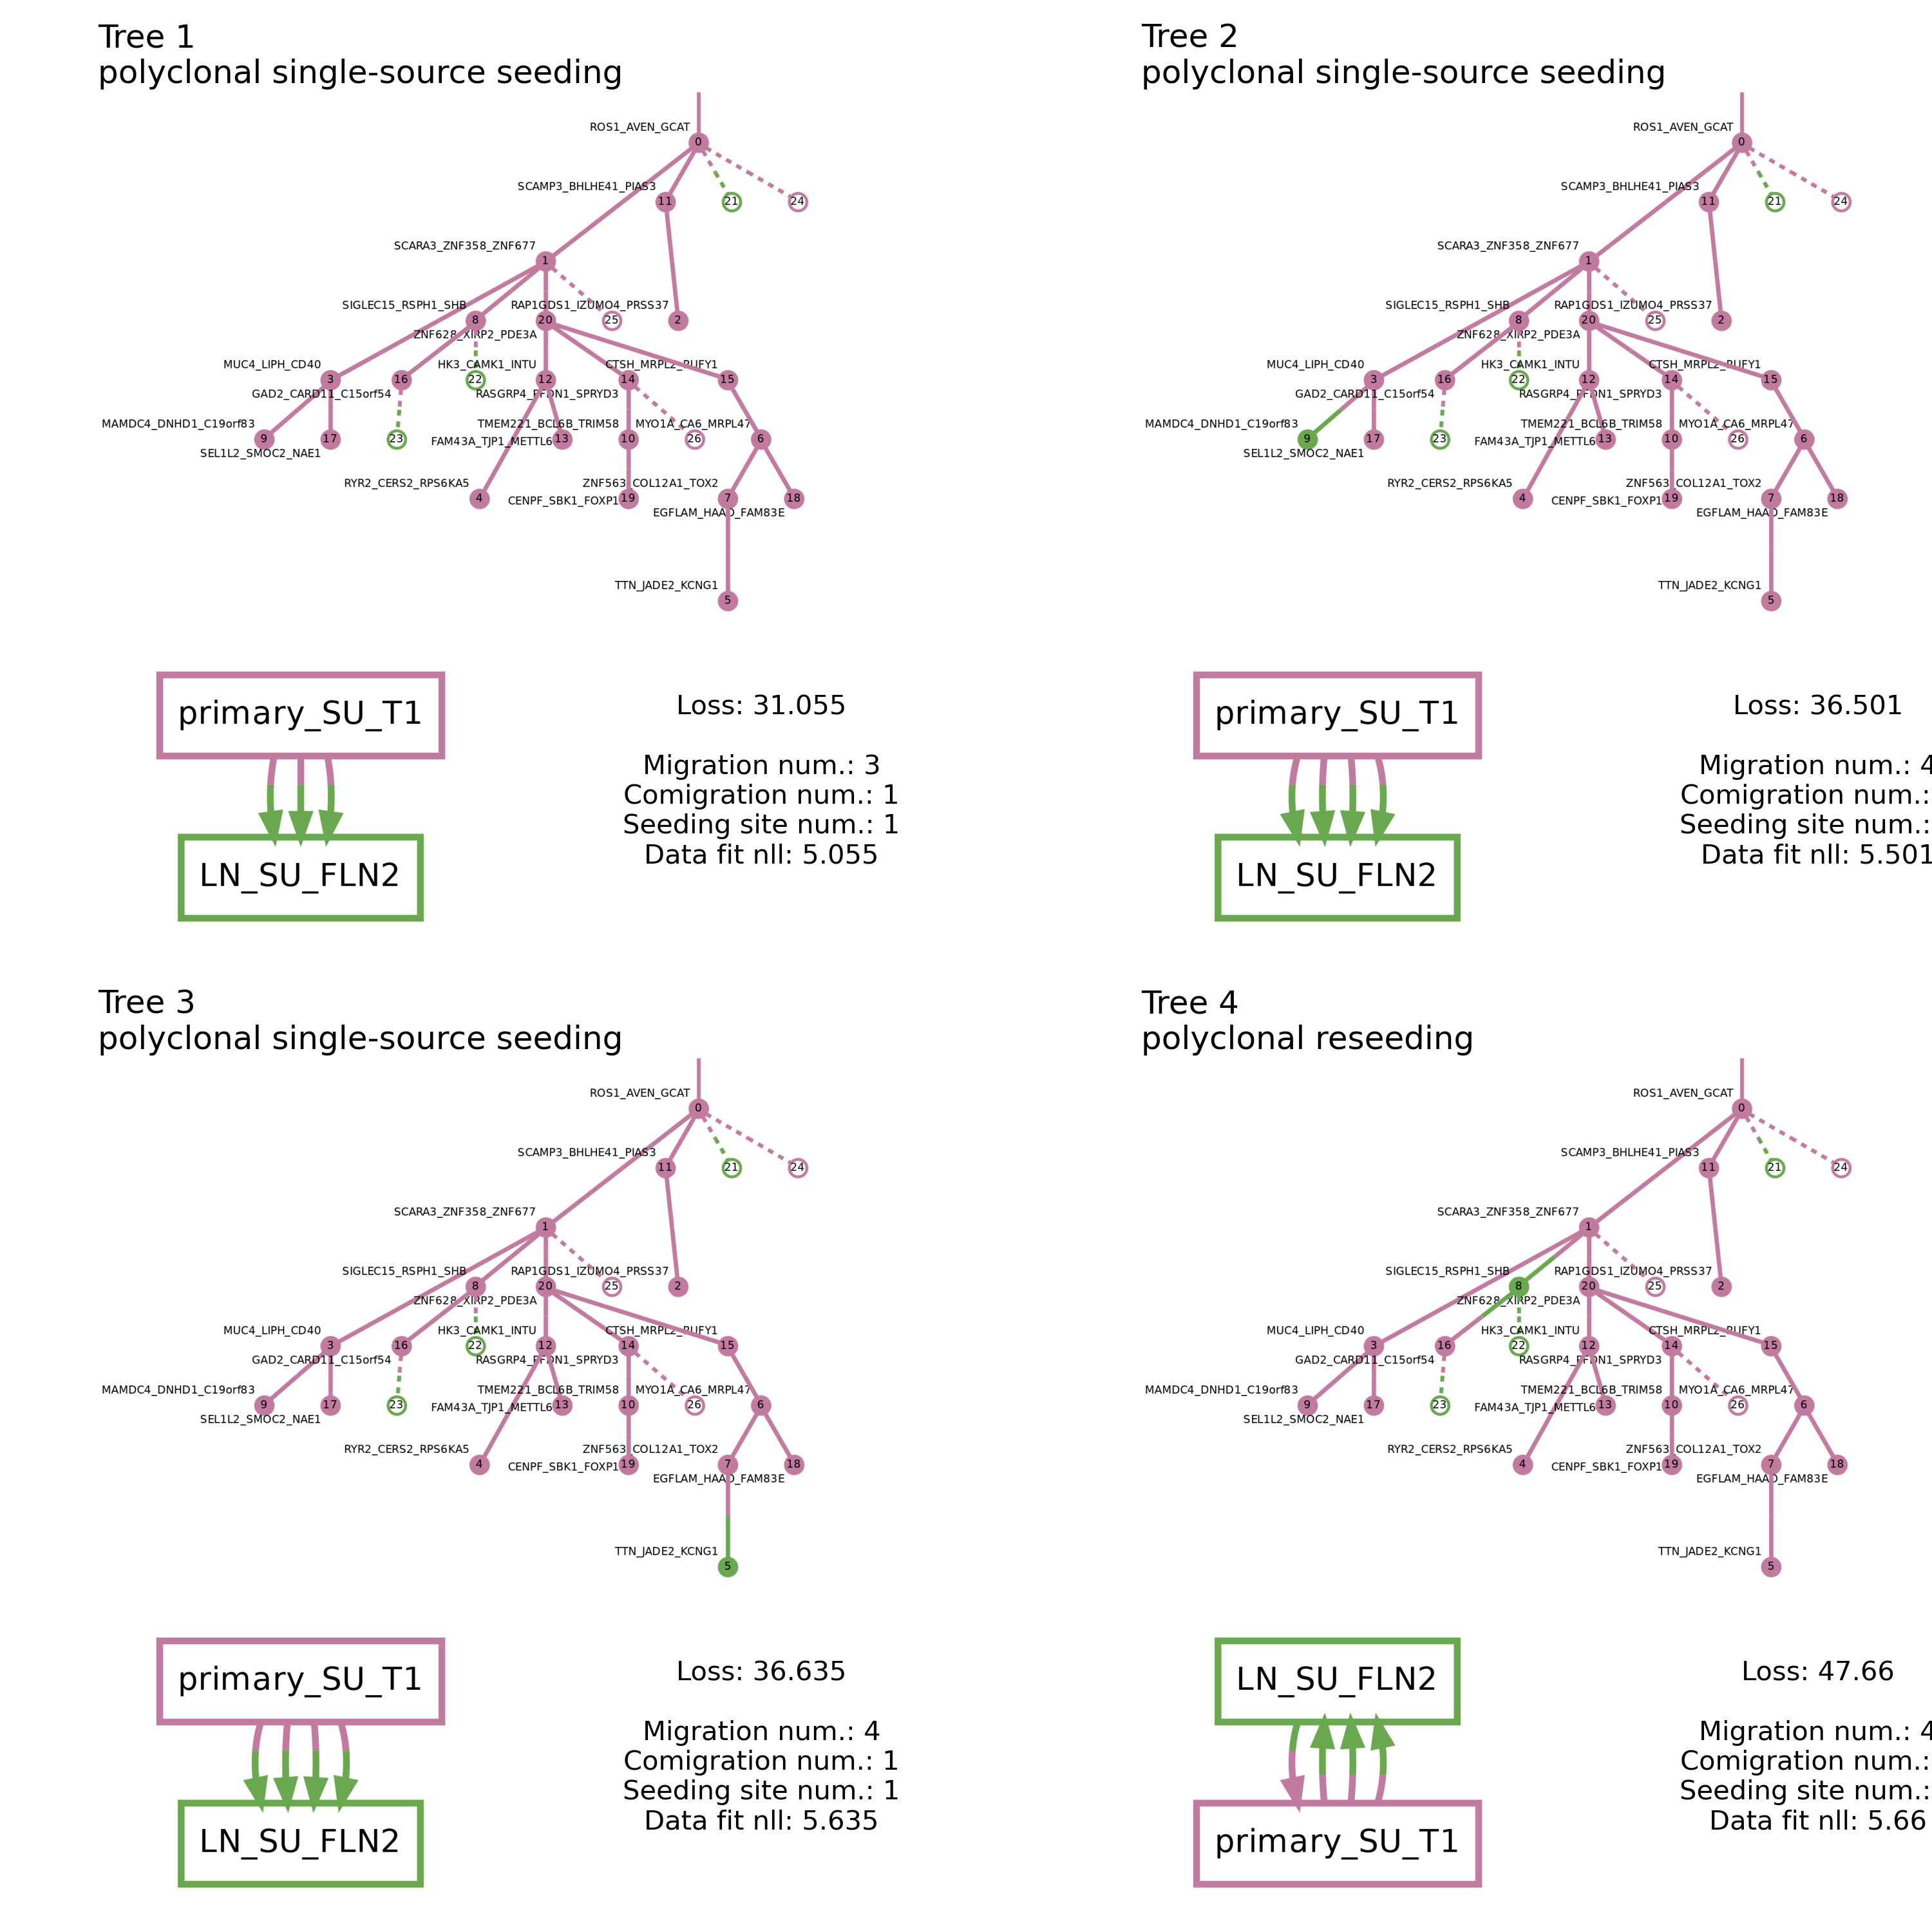 Tree 1
polyclonal single-source seeding
ROS1_AVEN_GCAT
0
SCAMP3_BHLHE41_PIAS3
11
21
24
SCARA3_ZNF358_ZNF677
1
SIGLEC15_RSPH1_SHB
8
RAP1GDS1_IZUMO4_PRSS37
20
25
2
ZNF628_XIRP2_PDE3A
MUC4_LIPH_CD40
3
16
HK3_CAMK1_INTU
22
12
CTSH_MRPL2_RUFY1
14
15
GAD2_CARD11_C15orf54
RASGRP4_PFDN1_SPRYD3
MAMDC4_DNHD1_C19orf83
9
17
23
TMEM221_BCL6B_TRIM58
FAM43A_TJP1_METTL6
13
10
MYO1A_CA6_MRPL47
26
6
SEL1L2_SMOC2_NAE1
RYR2_CERS2_RPS6KA5
4
ZNF563_COL12A1_TOX2
CENPF_SBK1_FOXP1
19
7
18
EGFLAM_HAAO_FAM83E
TTN_JADE2_KCNG1
5
primary_SU_T1
LN_SU_FLN2
Loss: 31.055
Migration num.: 3
Comigration num.: 1
Seeding site num.: 1
Data fit nll: 5.055
Tree 2
polyclonal single-source seeding
ROS1_AVEN_GCAT
0
SCAMP3_BHLHE41_PIAS3
11
21
24
SCARA3_ZNF358_ZNF677
1
SIGLEC15_RSPH1_SHB
8
RAP1GDS1_IZUMO4_PRSS37
20
25
2
ZNF628_XIRP2_PDE3A
MUC4_LIPH_CD40
3
16
HK3_CAMK1_INTU
22
12
CTSH_MRPL2_RUFY1
14
15
GAD2_CARD11_C15orf54
RASGRP4_PFDN1_SPRYD3
MAMDC4_DNHD1_C19orf83
9
17
23
TMEM221_BCL6B_TRIM58
FAM43A_TJP1_METTL6
13
10
MYO1A_CA6_MRPL47
26
6
SEL1L2_SMOC2_NAE1
RYR2_CERS2_RPS6KA5
4
ZNF563_COL12A1_TOX2
CENPF_SBK1_FOXP1
19
7
18
EGFLAM_HAAO_FAM83E
TTN_JADE2_KCNG1
5
primary_SU_T1
LN_SU_FLN2
Loss: 36.501
Migration num.: 4
Comigration num.:
Seeding site num.:
Data fit nll: 5.501
Tree 3
polyclonal single-source seeding
ROS1_AVEN_GCAT
0
SCAMP3_BHLHE41_PIAS3
11
21
24
SCARA3_ZNF358_ZNF677
1
SIGLEC15_RSPH1_SHB
8
RAP1GDS1_IZUMO4_PRSS37
20
25
2
ZNF628_XIRP2_PDE3A
MUC4_LIPH_CD40
3
16
HK3_CAMK1_INTU
22
12
CTSH_MRPL2_RUFY1
14
15
GAD2_CARD11_C15orf54
RASGRP4_PFDN1_SPRYD3
MAMDC4_DNHD1_C19orf83
9
17
23
TMEM221_BCL6B_TRIM58
FAM43A_TJP1_METTL6
13
10
MYO1A_CA6_MRPL47
26
6
SEL1L2_SMOC2_NAE1
RYR2_CERS2_RPS6KA5
4
ZNF563_COL12A1_TOX2
CENPF_SBK1_FOXP1
19
7
18
EGFLAM_HAAO_FAM83E
TTN_JADE2_KCNG1
5
primary_SU_T1
LN_SU_FLN2
Loss: 36.635
Migration num.: 4
Comigration num.: 1
Seeding site num.: 1
Data fit nll: 5.635
Tree 4
polyclonal reseeding
ROS1_AVEN_GCAT
0
SCAMP3_BHLHE41_PIAS3
11
21
24
SCARA3_ZNF358_ZNF677
1
SIGLEC15_RSPH1_SHB
8
RAP1GDS1_IZUMO4_PRSS37
20
25
2
ZNF628_XIRP2_PDE3A
MUC4_LIPH_CD40
3
16
HK3_CAMK1_INTU
22
12
CTSH_MRPL2_RUFY1
14
15
GAD2_CARD11_C15orf54
RASGRP4_PFDN1_SPRYD3
MAMDC4_DNHD1_C19orf83
9
17
23
TMEM221_BCL6B_TRIM58
FAM43A_TJP1_METTL6
13
10
MYO1A_CA6_MRPL47
26
6
SEL1L2_SMOC2_NAE1
RYR2_CERS2_RPS6KA5
4
ZNF563_COL12A1_TOX2
CENPF_SBK1_FOXP1
19
7
18
EGFLAM_HAAO_FAM83E
TTN_JADE2_KCNG1
5
LN_SU_FLN2
primary_SU_T1
Loss: 47.66
Migration num.: 4
Comigration num.:
Seeding site num.:
Data fit nll: 5.66